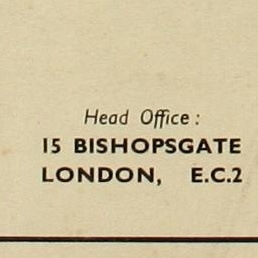 Head Office :
15 BISHOPSGATE
LONDON, E.C.2